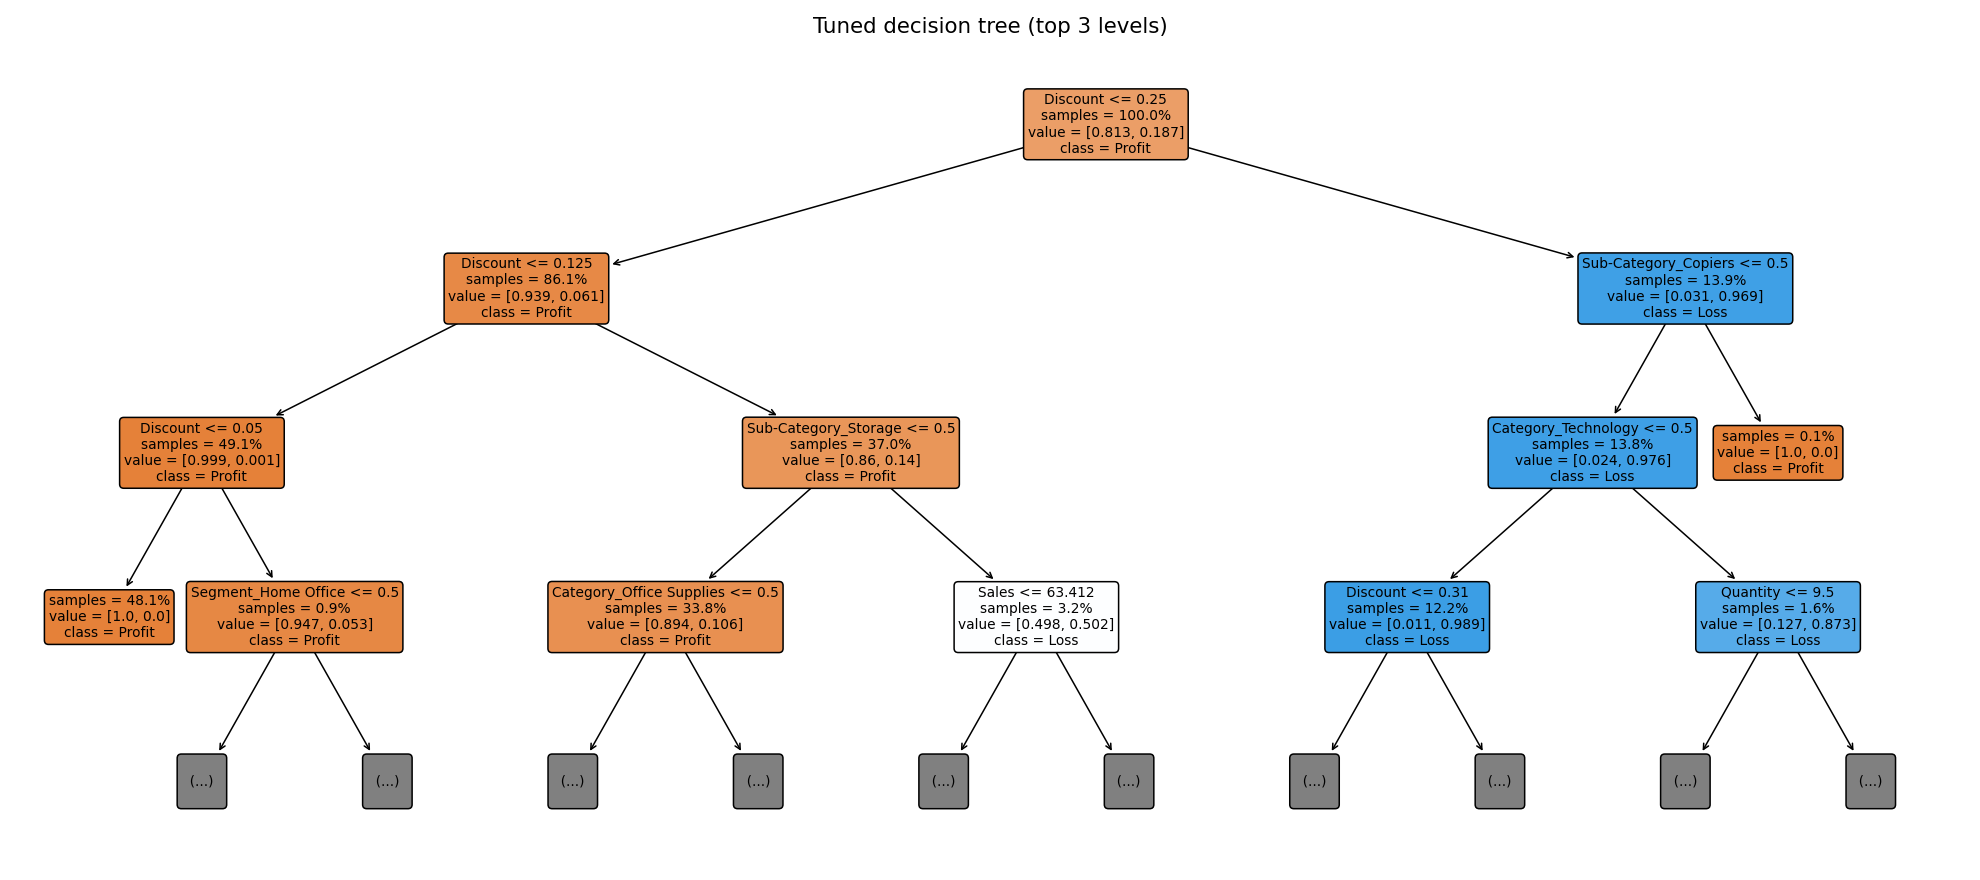 Tuned decision tree (top 3 levels)
Discount <= 0.25
samples = 100.0%
value = [0.813, 0.187]
class = Profit
Discount <= 0.125
samples = 86.1%
value = [0.939, 0.061]
class = Profit
Sub-Category_Copiers <= 0.5
samples = 13.9%
value = [0.031, 0.969]
class = Loss
Discount <= 0.05
samples = 49.1%
value = [0.999, 0.001]
class = Profit
Sub-Category_Storage <= 0.5
samples = 37.0%
value = [0.86, 0.14]
class = Profit
Category_Technology <= 0.5
samples = 13.8%
value = [0.024, 0.976]
class = Loss
samples = 0.1%
value = [1.0, 0.0]
class = Profit
samples = 48.1%
value = [1.0, 0.0]
class = Profit
Segment_Home Office <= 0.5
samples = 0.9%
value = [0.947, 0.053]
class = Profit
Category_Office Supplies <= 0.5
samples = 33.8%
value = [0.894, 0.106]
class = Profit
Sales <= 63.412
samples = 3.2%
value = [0.498, 0.502]
class = Loss
Discount <= 0.31
samples = 12.2%
value = [0.011, 0.989]
class = Loss
Quantity <= 9.5
samples = 1.6%
value = [0.127, 0.873]
class = Loss
(...)
(...)
(...)
(...)
(...)
(...)
(...)
(...)
(...)
(...)